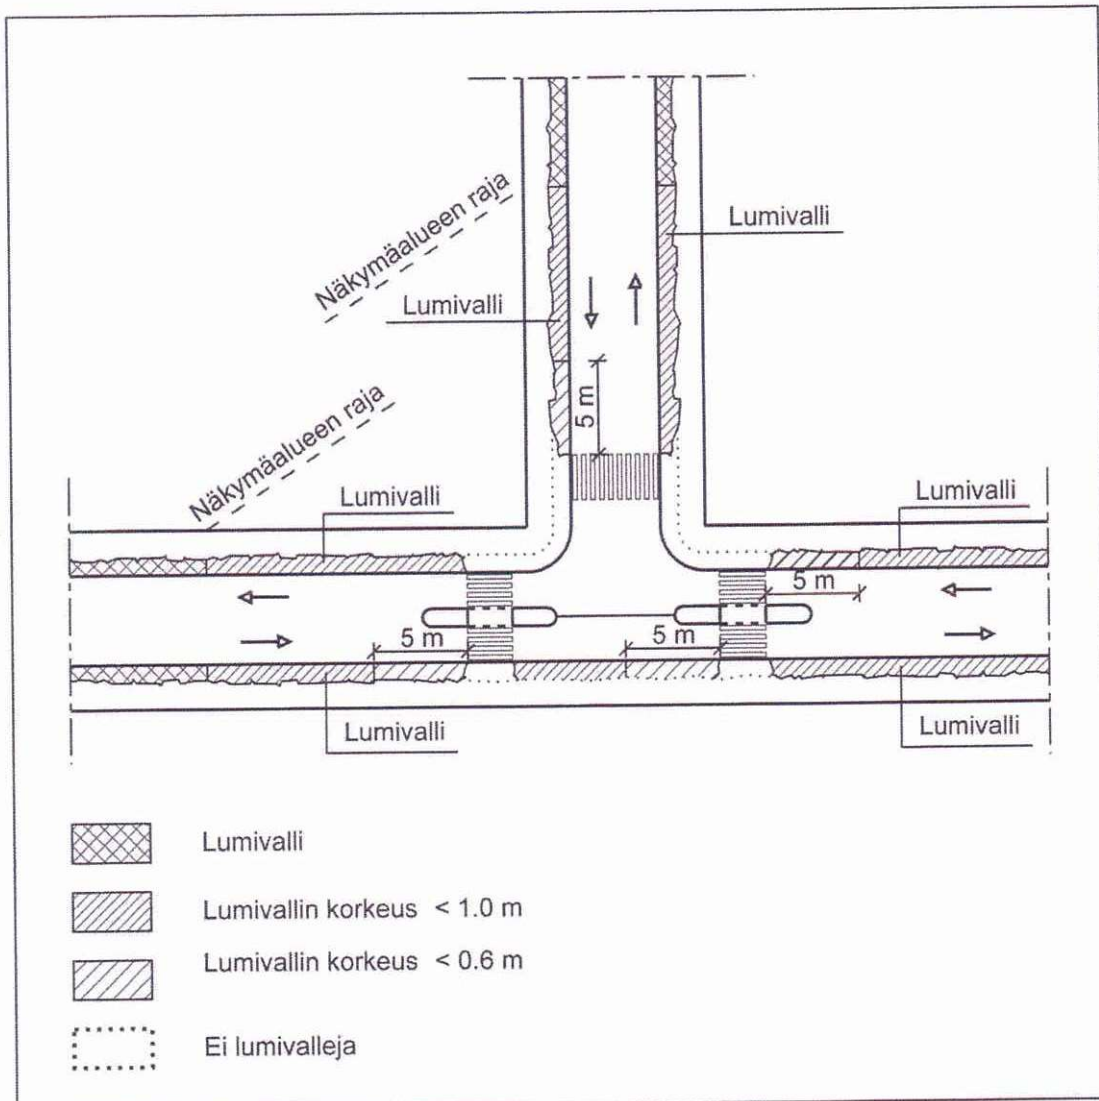 Näkymäalueen raja
Lumivalli
Lumivalli
5 m
Näkymäalueen raja
Lumivalli
Lumivalli
5 m
5 m
5 m
Lumivalli
Lumivalli
Lumivalli
Lumivallin korkeus < 1.0 m
Lumivallin korkeus < 0.6 m
Ei lumivalleja